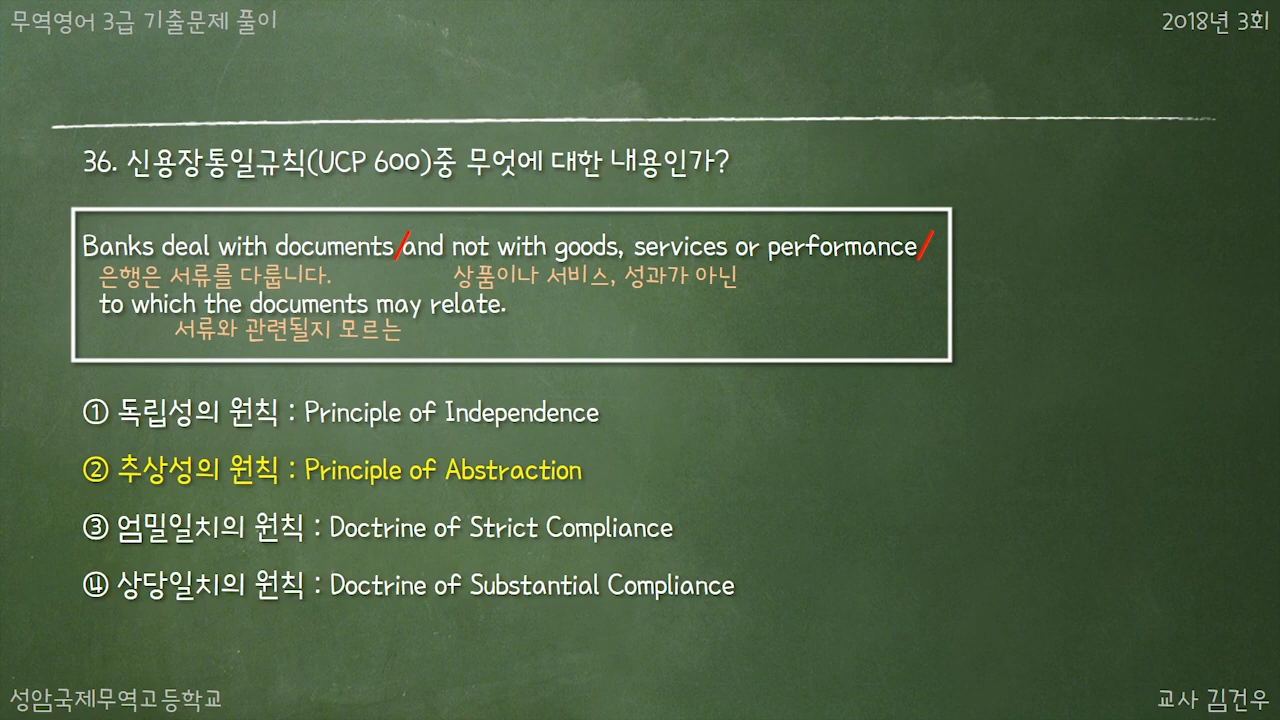 무역영어 3급 기출문제 풀이
2018년 3회
36. 신용장통일규칙(UCP 600)중 무엇에 대한 내용인가?
Banks deal with documents/and not with goods, services or performance/
은행은 서류를 다룹니다. 상품이나 서비스, 성과가 아닌
to which the documents may relate.
서류와 관련될지 모르는
① 독립성의 원칙 : Principle of Independence
② 추상성의 원칙 : Principle of Abstraction
③ 엄밀일치의 원칙 : Doctrine of Strict Compliance
④ 상당일치의 원칙 : Doctrine of Substantial Compliance
성암국제무역고등학교
교사 김건우